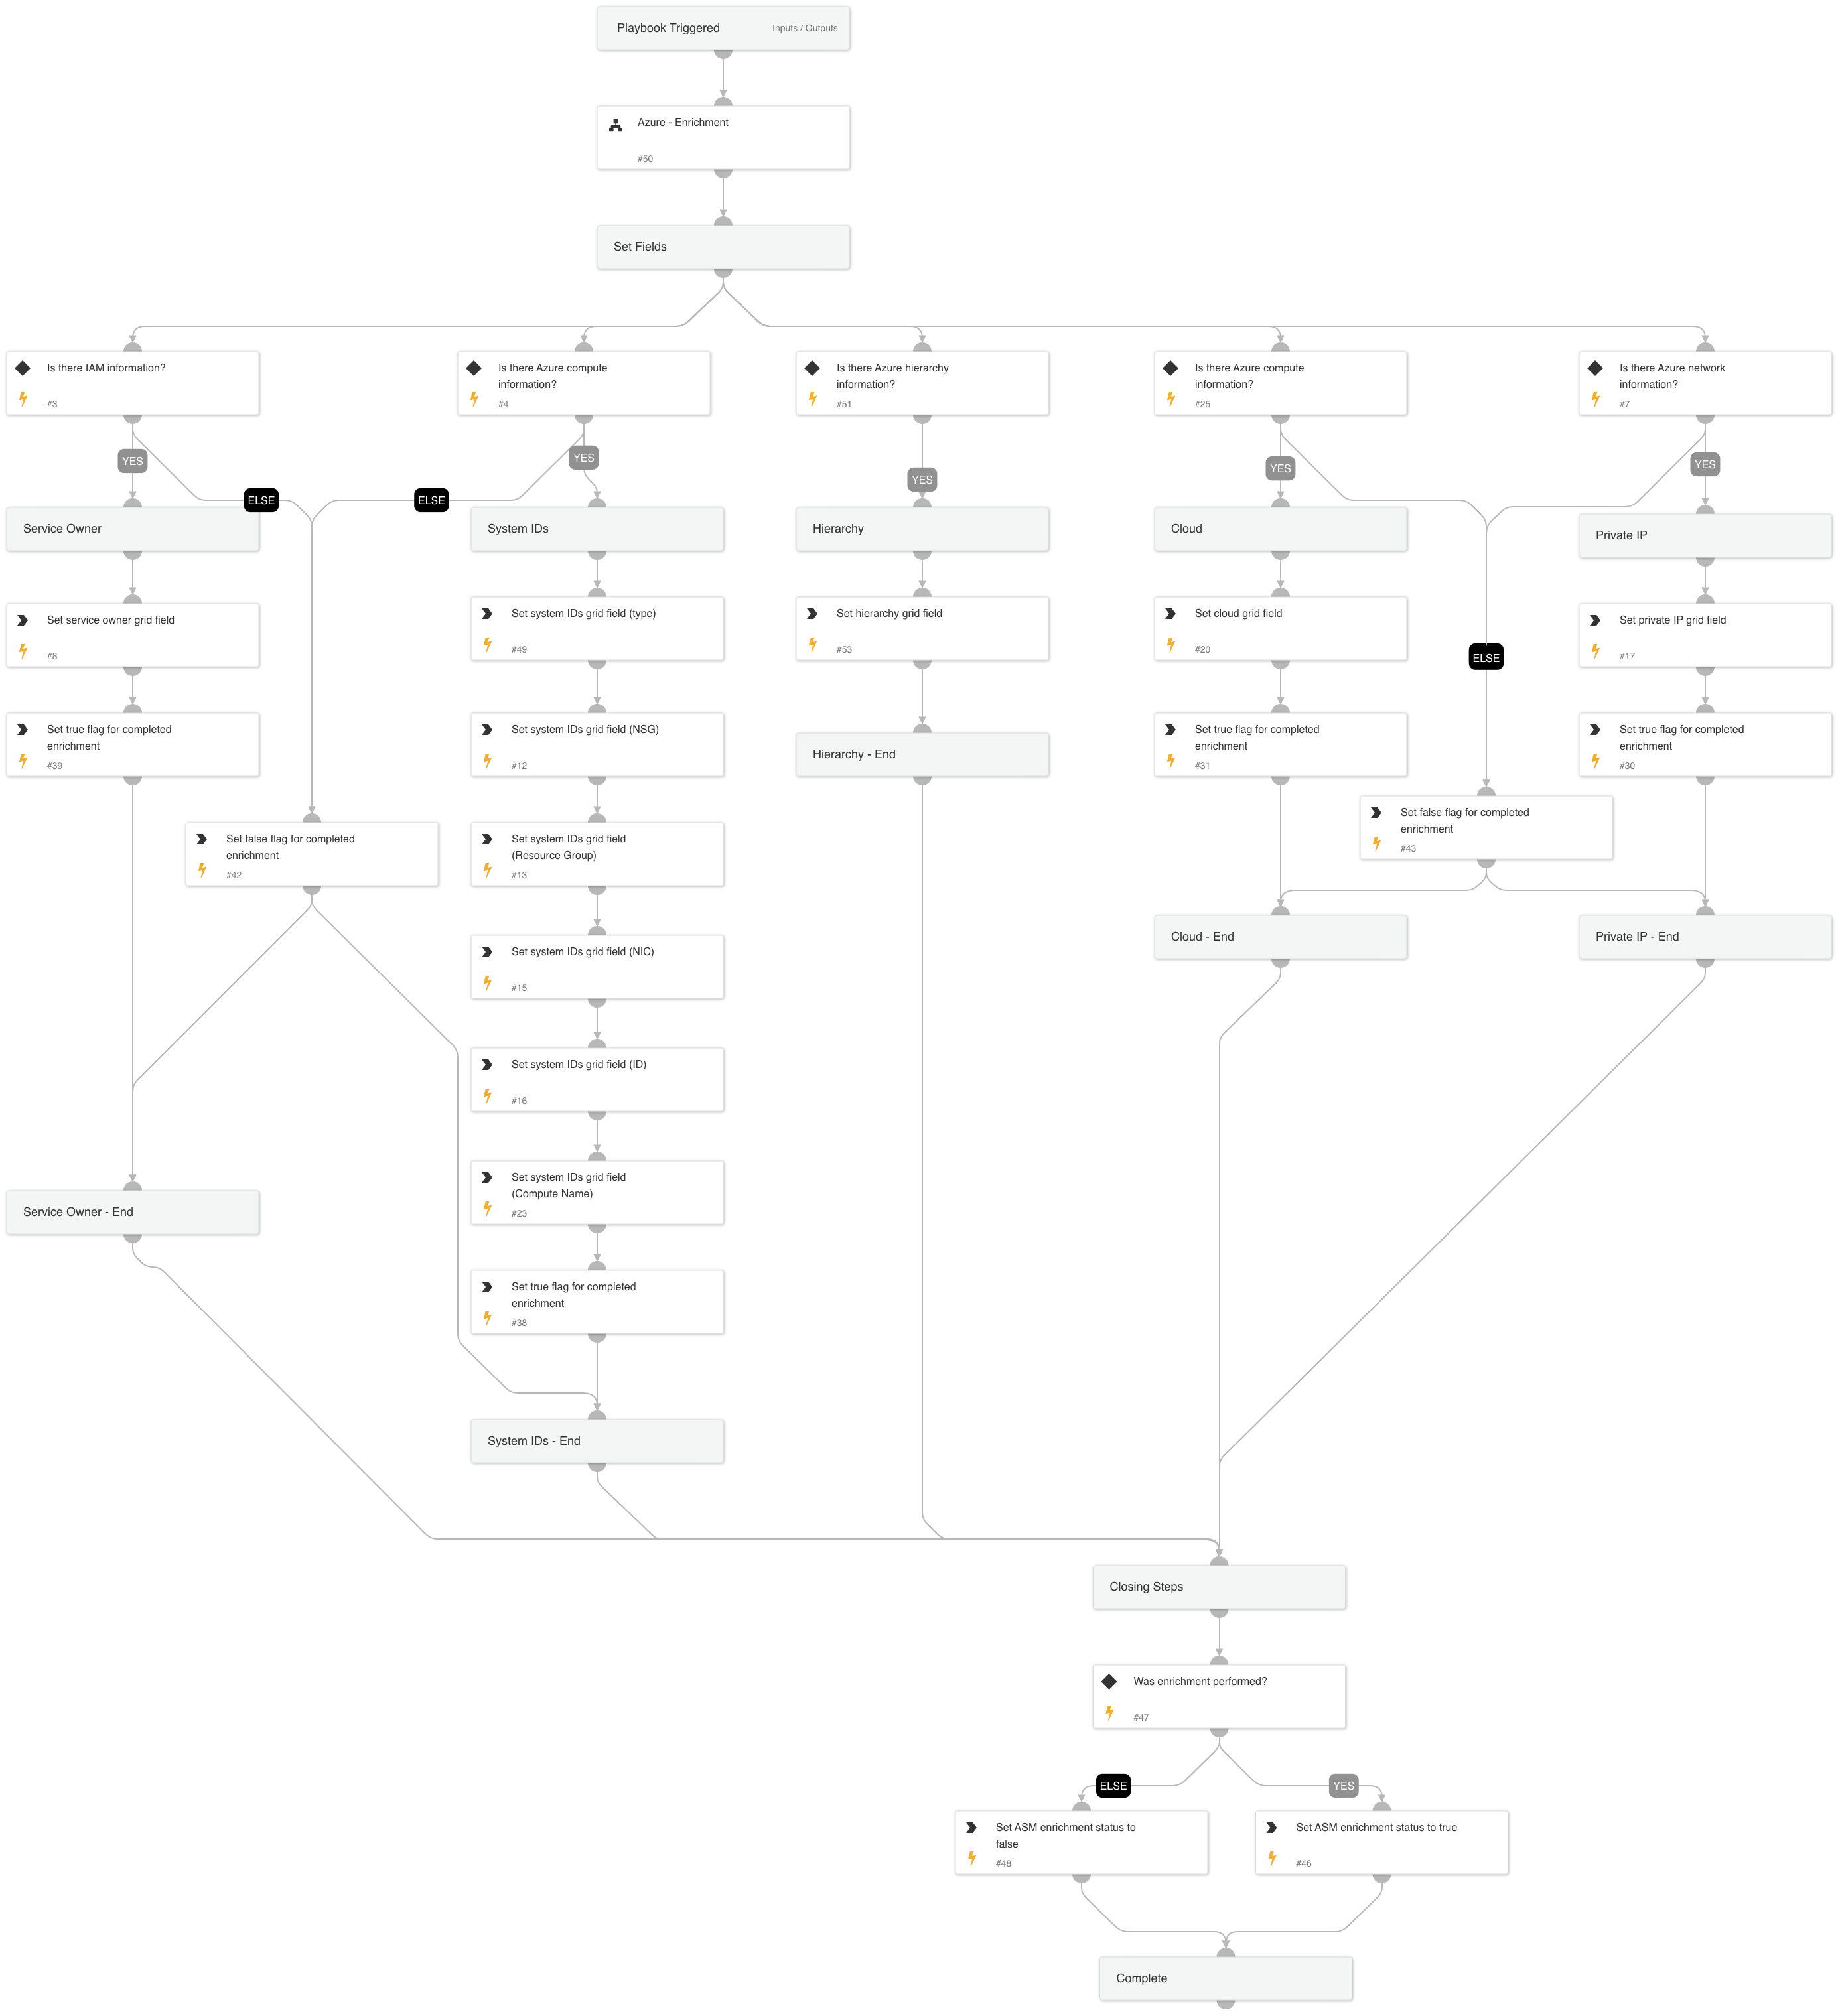 Playbook Triggered
Inputs / Outputs
Azure - Enrichment
#50
Set Fields
Is there IAM information?
#3
Is there Azure compute
information?
#4
Is there Azure hierarchy
information?
#51
Is there Azure compute
information?
#25
Is there Azure network
information?
#7
YES
YES
YES
YES
YES
ELSE
ELSE
Service Owner
System IDs
Hierarchy
Cloud
Private IP
Set service owner grid field
#8
Set system IDs grid field (type)
#49
Set hierarchy grid field
#53
Set cloud grid field
#20
ELSE
Set private IP grid field
#17
Set true flag for completed
enrichment
#39
Set system IDs grid field (NSG)
#12
Hierarchy - End
Set true flag for completed
enrichment
#31
Set true flag for completed
enrichment
#30
Set false flag for completed
enrichment
#42
Set system IDs grid field
(Resource Group)
#13
Set false flag for completed
enrichment
#43
Cloud - End
Private IP - End
Set system IDs grid field (NIC)
#15
Set system IDs grid field (ID)
#16
Set system IDs grid field
(Compute Name)
#23
Service Owner - End
Set true flag for completed
enrichment
#38
System IDs - End
Closing Steps
Was enrichment performed?
#47
ELSE
YES
Set ASM enrichment status to
false
#48
Set ASM enrichment status to true
#46
Complete